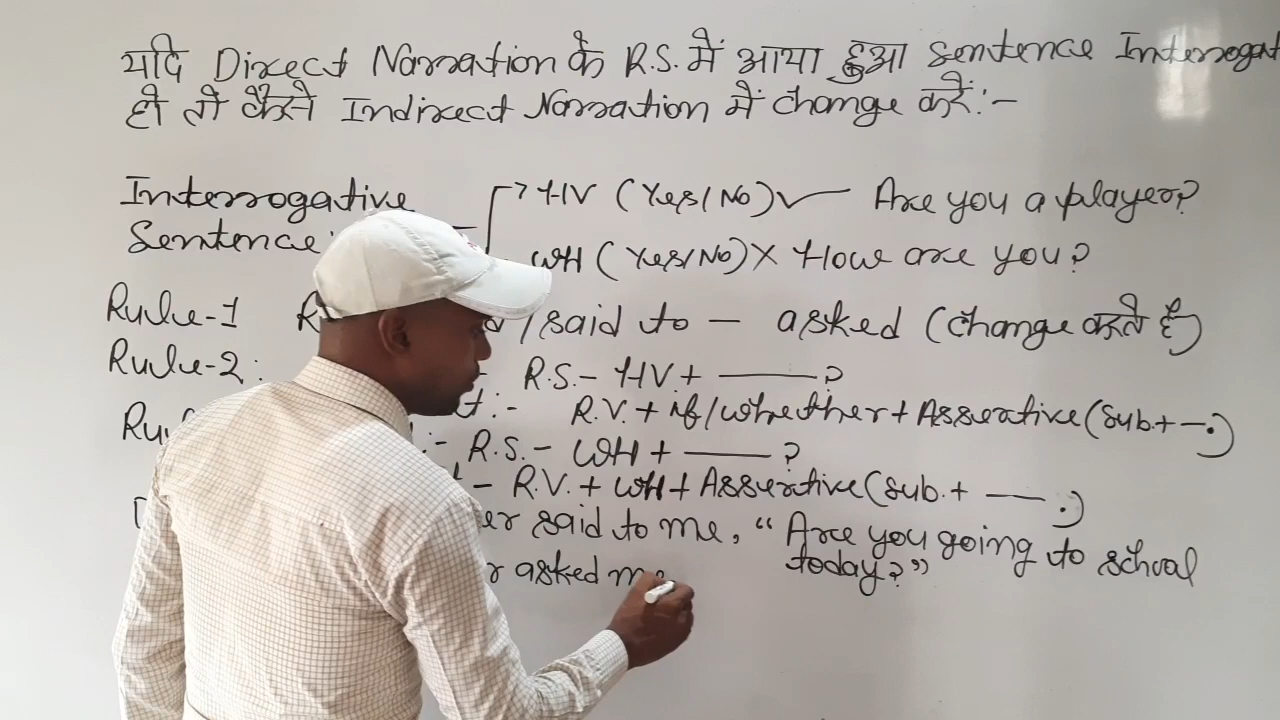 यदि Direct Narration के R.S. में आया हुआ Sentence Interrogat
हो तो कैसे Indirect Narration में Change करें:-
Interrogative HV (Yes/No) ✓ Are you a player?
Sentence: WH (Yes/No) X How are you?
Rule-1 /said to - asked (Change करते हैं)
Rule-2: R.S.- HV + ?
R.V. + if/whether + Assertive (Sub.+ -.)
:- R.S. - WH + ?
- R.V. + WH + Assertive (Sub. + .)
said to me, "Are you going to school
today?"
asked me